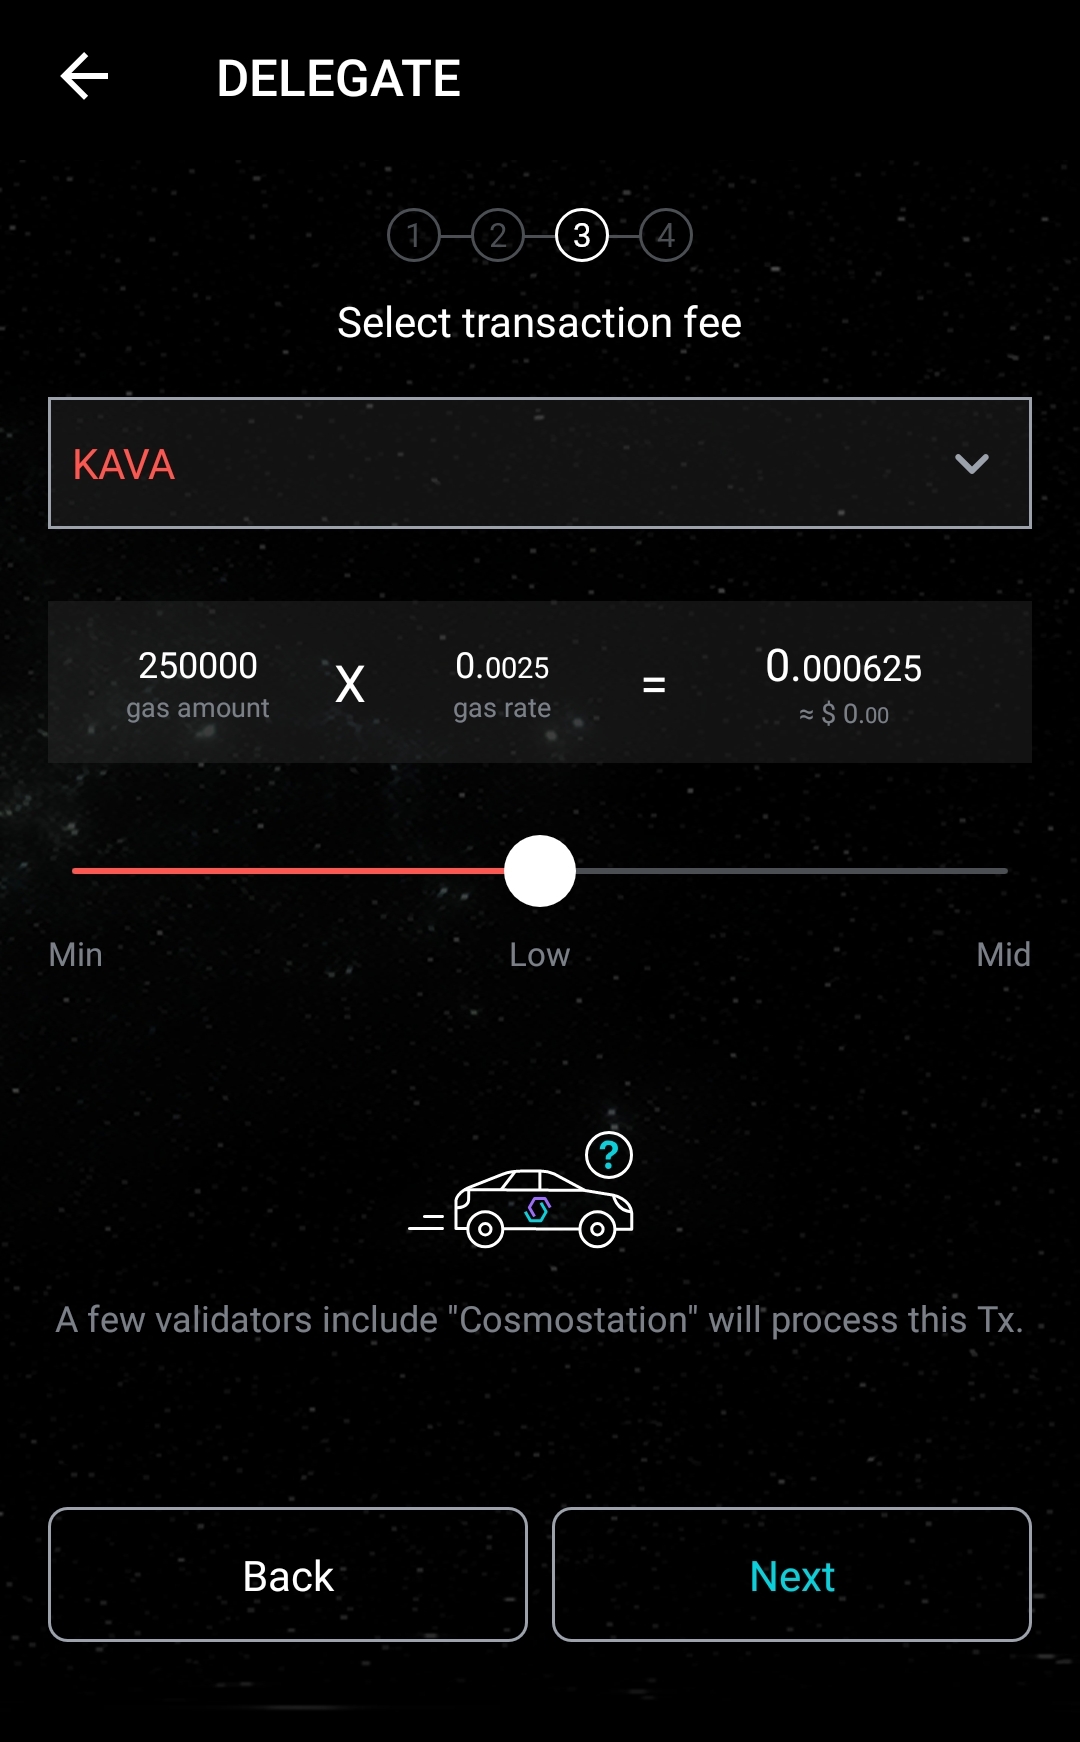 DELEGATE
1 2 3 4
Select transaction fee
KAVA
250000 X 0.0025 = 0.000625
gas amount gas rate ≈ $ 0.00
Min Low Mid
?
A few validators include "Cosmostation" will process this Tx.
Back Next